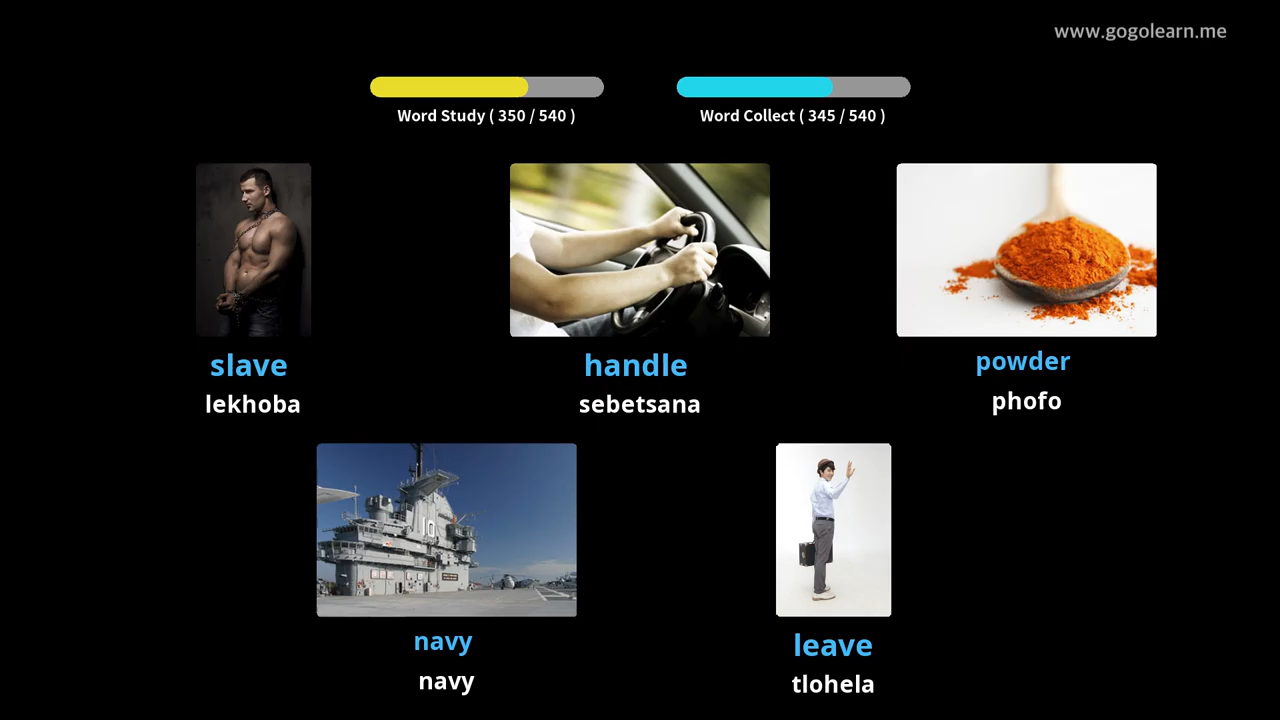 www.gogolearn.me
Word Study ( 350 / 540 )
Word Collect ( 345 / 540 )
slave
lekhoba
handle
sebetsana
powder
phofo
10
navy
navy
leave
tlohela